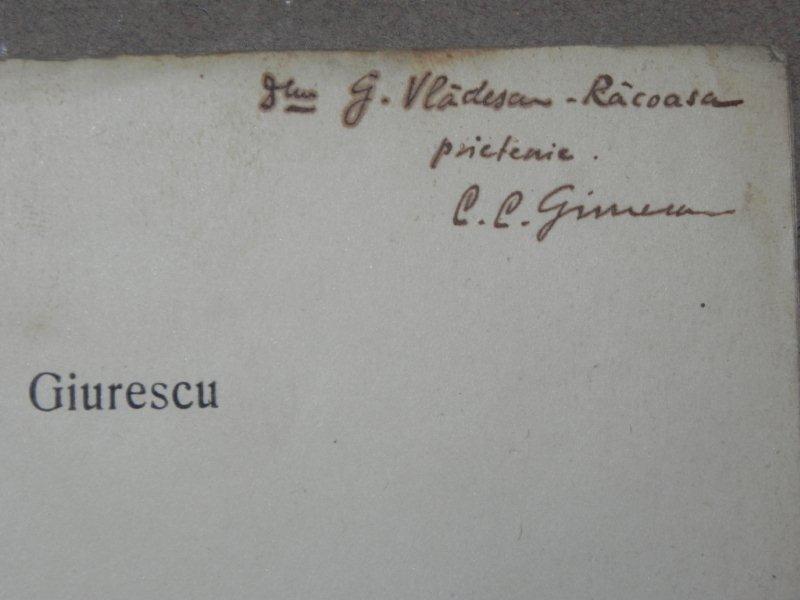 Dlui G. Vlădescu-Răcoasa
prietenie.
C. C. Giurescu
Giurescu